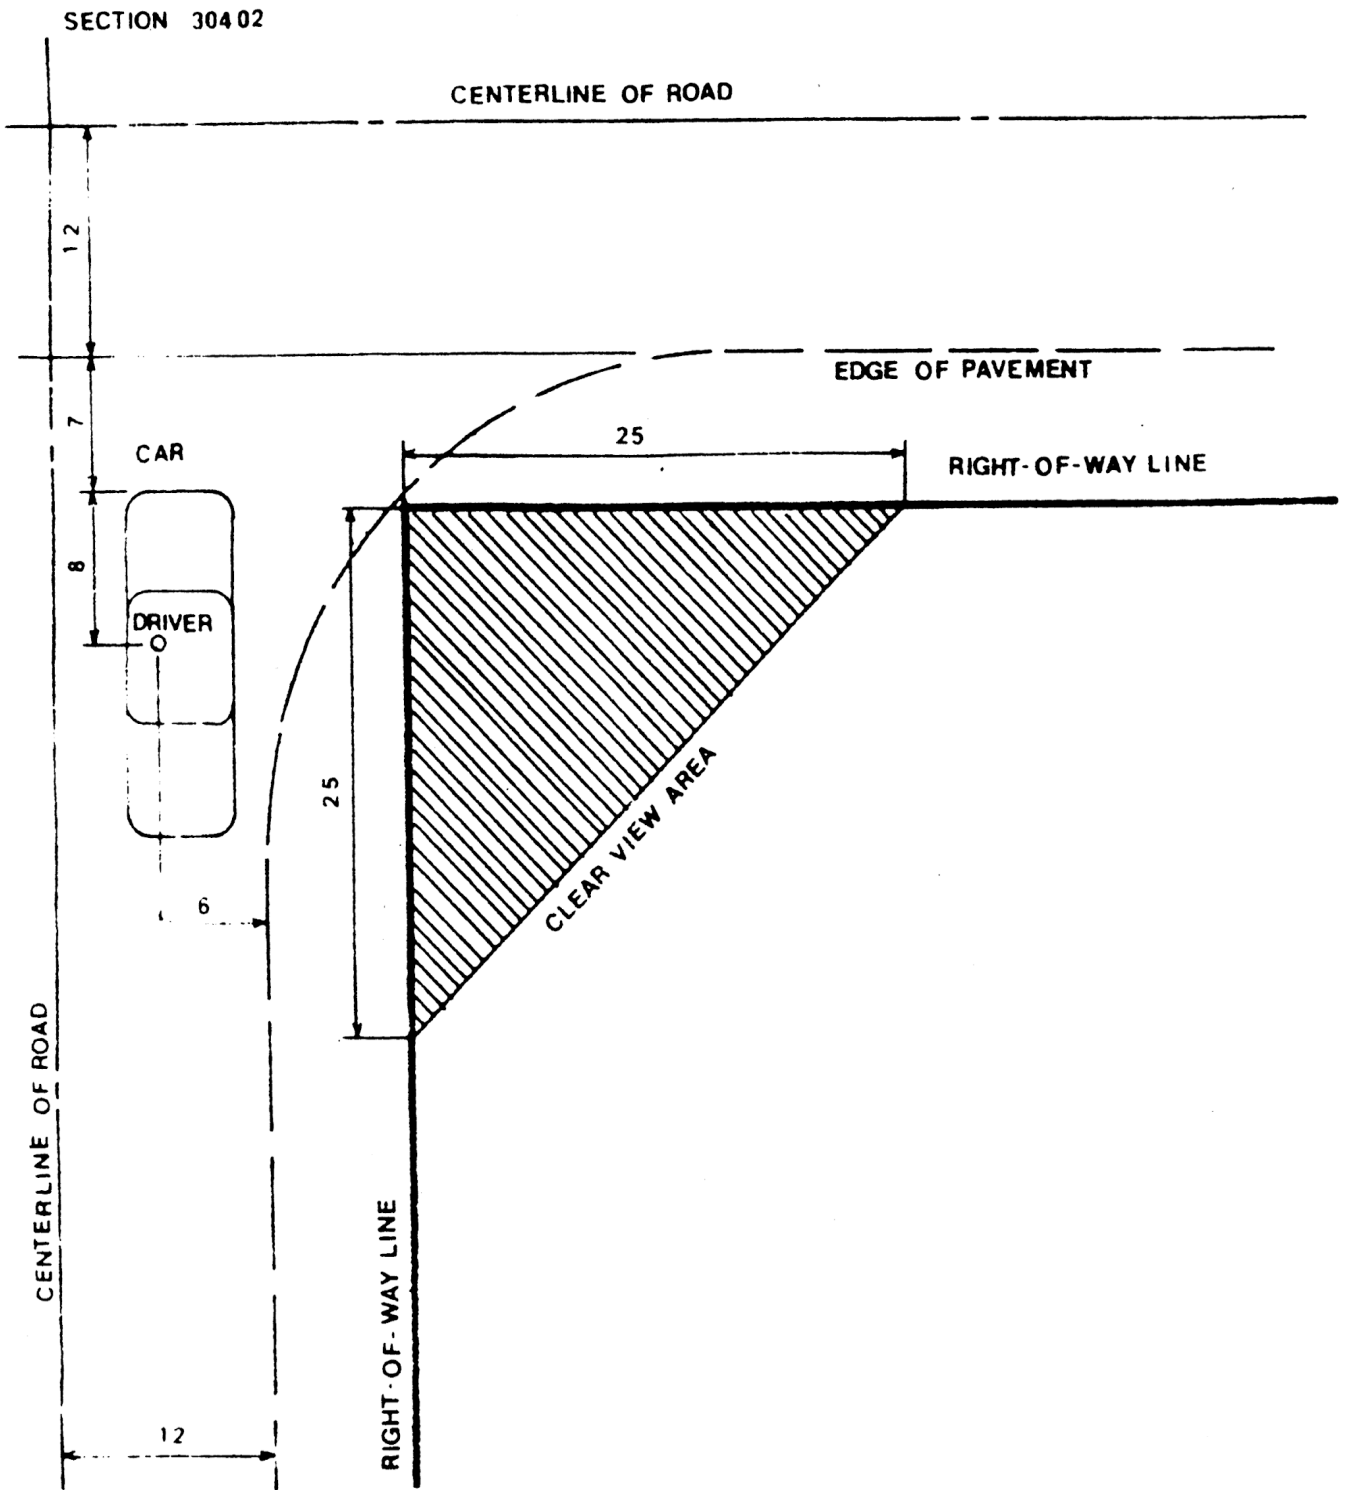 SECTION 304 02
CENTERLINE OF ROAD
12
EDGE OF PAVEMENT
7
CAR
25
RIGHT-OF-WAY LINE
8
DRIVER
25
CLEAR VIEW AREA
6
CENTERLINE OF ROAD
RIGHT-OF-WAY LINE
12